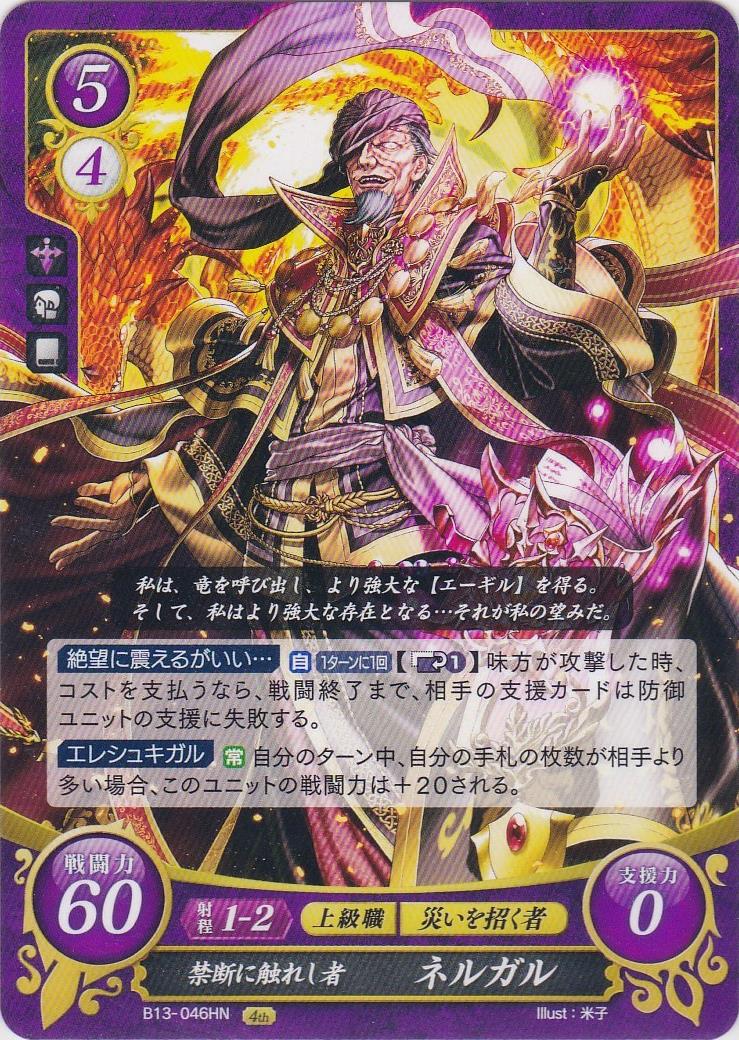 5
4
私は、竜を呼び出し、より強大な【エーギル】を得る。
そして、私はより強大な存在となる…それが私の望みだ。
絶望に震えるがいい… 自 1ターンに1回 【 1 】味方が攻撃した時、
コストを支払うなら、戦闘終了まで、相手の支援カードは防御
ユニットの支援に失敗する。
エレシュキガル 常 自分のターン中、自分の手札の枚数が相手より
多い場合、このユニットの戦闘力は+20される。
戦闘力
60
射程 1-2 上級職 災いを招く者
支援力
0
禁断に触れし者 ネルガル
B13-046HN 4th Illust:米子